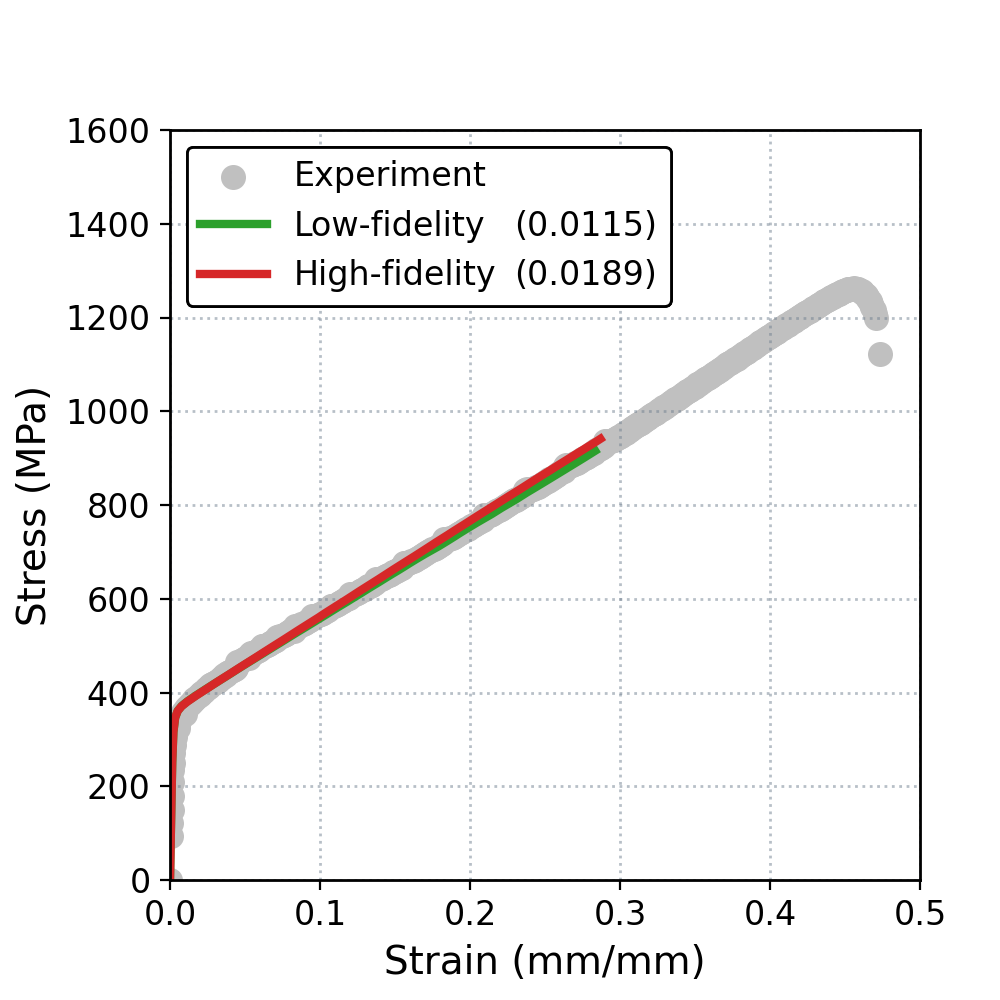 1600
1400
1200
1000
800
600
400
200
0
Stress (MPa)
Experiment
Low-fidelity (0.0115)
High-fidelity (0.0189)
0.0 0.1 0.2 0.3 0.4 0.5
Strain (mm/mm)